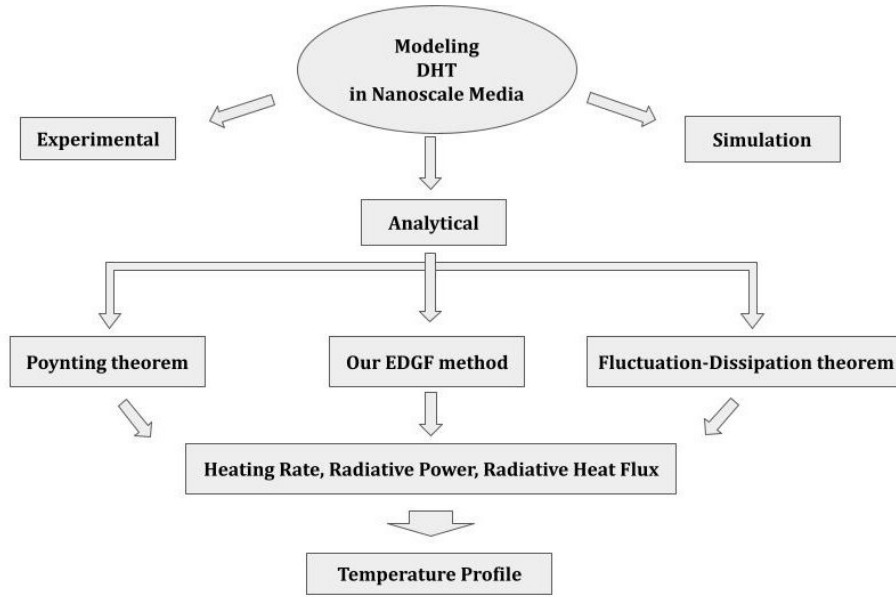 Modeling
DHT
in Nanoscale Media
Experimental
Simulation
Analytical
Poynting theorem
Our EDGF method
Fluctuation-Dissipation theorem
Heating Rate, Radiative Power, Radiative Heat Flux
Temperature Profile